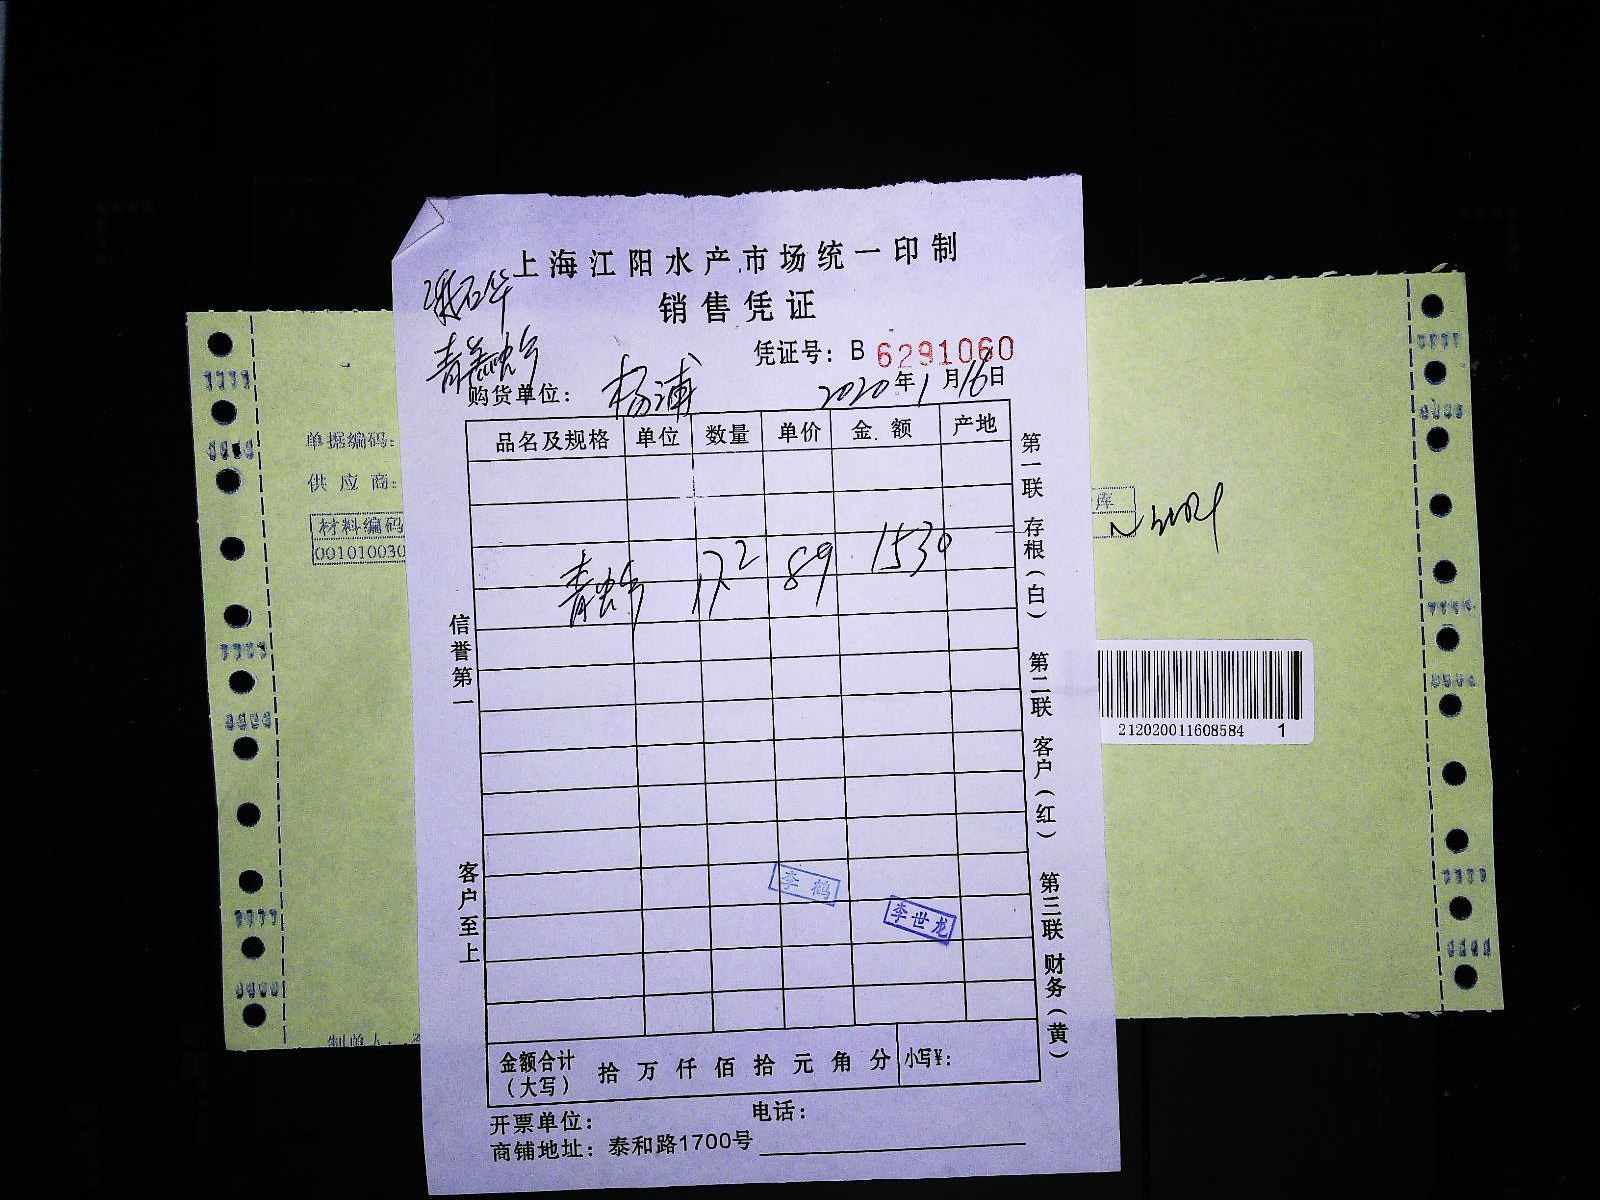 上海江阳水产市场统一印制
销售凭证
凭证号：B 6291060
购货单位： 杨浦 2020年1月16日
品名及规格 单位 数量 单价 金额 产地
青虫 17.2 89 1530
信誉第一
客户至上
第一联 存根（白）
第二联 客户（红）
第三联 财务（黄）
李鹤
李世龙
金额合计（大写） 拾 万 仟 佰 拾 元 角 分 小写¥：
开票单位： 电话：
商铺地址：泰和路1700号
单据编码：
供应商：
材料编码
001010030
库
212020011608584 1
制单人：